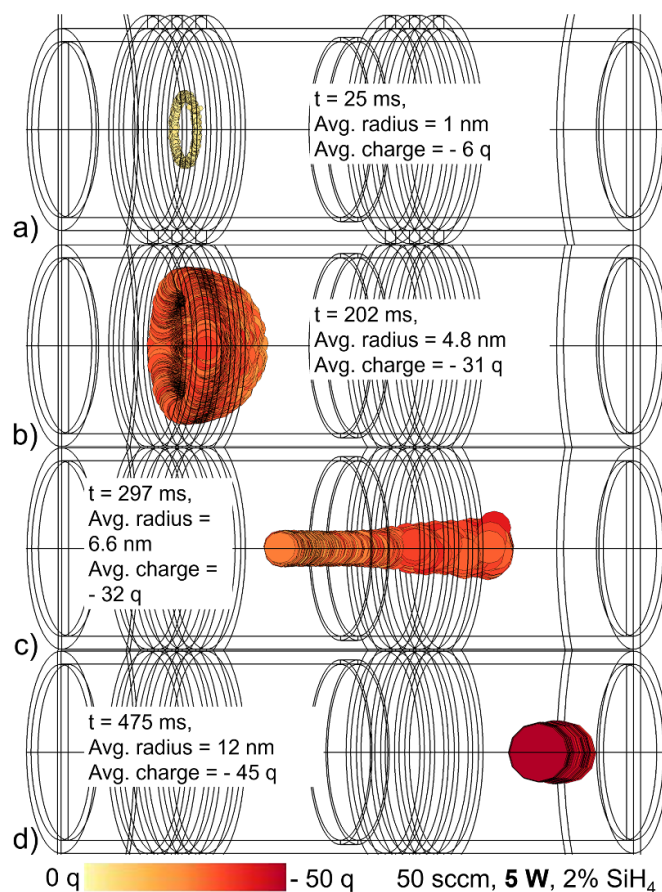 t = 25 ms,
Avg. radius = 1 nm
Avg. charge = - 6 q
a)
t = 202 ms,
Avg. radius = 4.8 nm
Avg. charge = - 31 q
b)
t = 297 ms,
Avg. radius =
6.6 nm
Avg. charge =
- 32 q
c)
t = 475 ms,
Avg. radius = 12 nm
Avg. charge = - 45 q
d)
0 q - 50 q 50 sccm, 5 W, 2% SiH₄